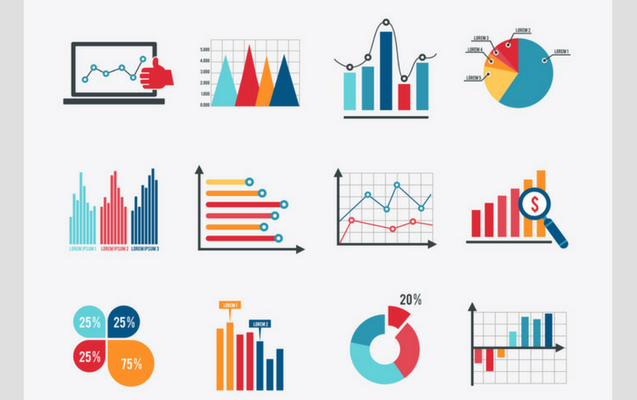 5.000
4.000
3.000
2.000
1.000
0.000
LOREM 2
LOREM 3
LOREM 1
LOREM 4
LOREM 5
LOREM IPSUM 1
LOREM IPSUM 2
LOREM IPSUM 3
$
25%
25%
25%
75%
LOREM 1
LOREM 2
20%